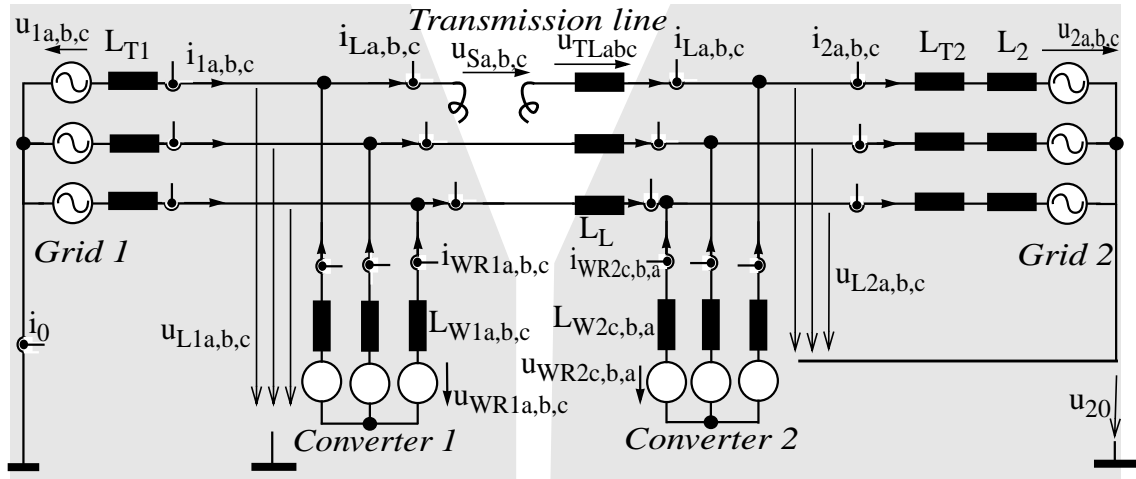 Transmission line
u1a,b,c
LT1
i1a,b,c
iLa,b,c
uSa,b,c
uTLabc
iLa,b,c
i2a,b,c
LT2
L2
u2a,b,c
Grid 1
LL
Grid 2
iWR1a,b,c
iWR2c,b,a
uL2a,b,c
i0
uL1a,b,c
LW1a,b,c
LW2c,b,a
uWR2c,b,a
uWR1a,b,c
u20
Converter 1
Converter 2